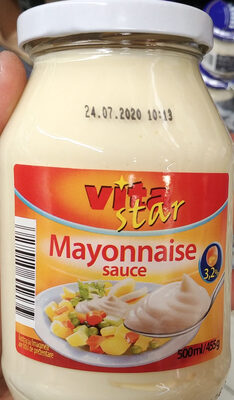 24.07.2020 10:13
vita
star
Mayonnaise
sauce
3,2
500ml/455g